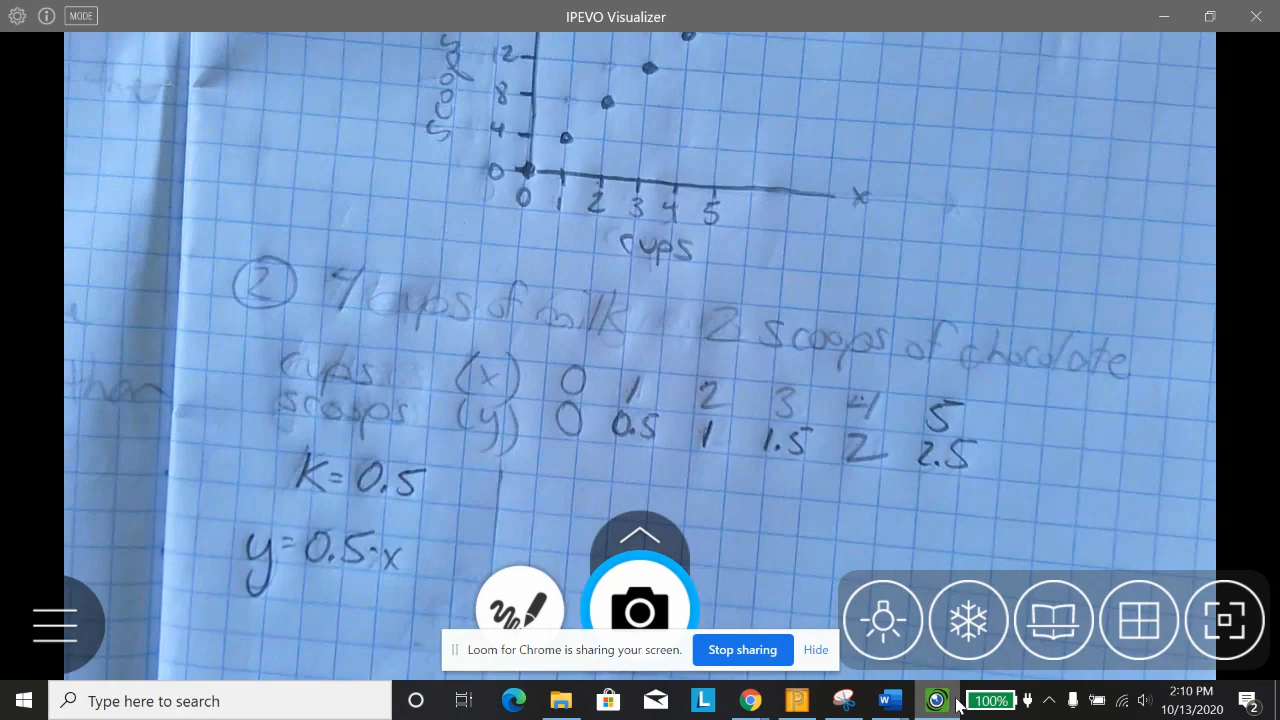 IPEVO Visualizer
MODE
12
8
4
0
0 1 2 3 4 5 x
cups
2 4 cups of milk 2 scoops of chocolate
cups (x) 0 1 2 3 4 5
scoops (y) 0 0.5 1 1.5 2 2.5
than
K=0.5
y=0.5·x
Loom for Chrome is sharing your screen. Stop sharing Hide
Type here to search
L
P
W
100%
2:10 PM
10/13/2020
2